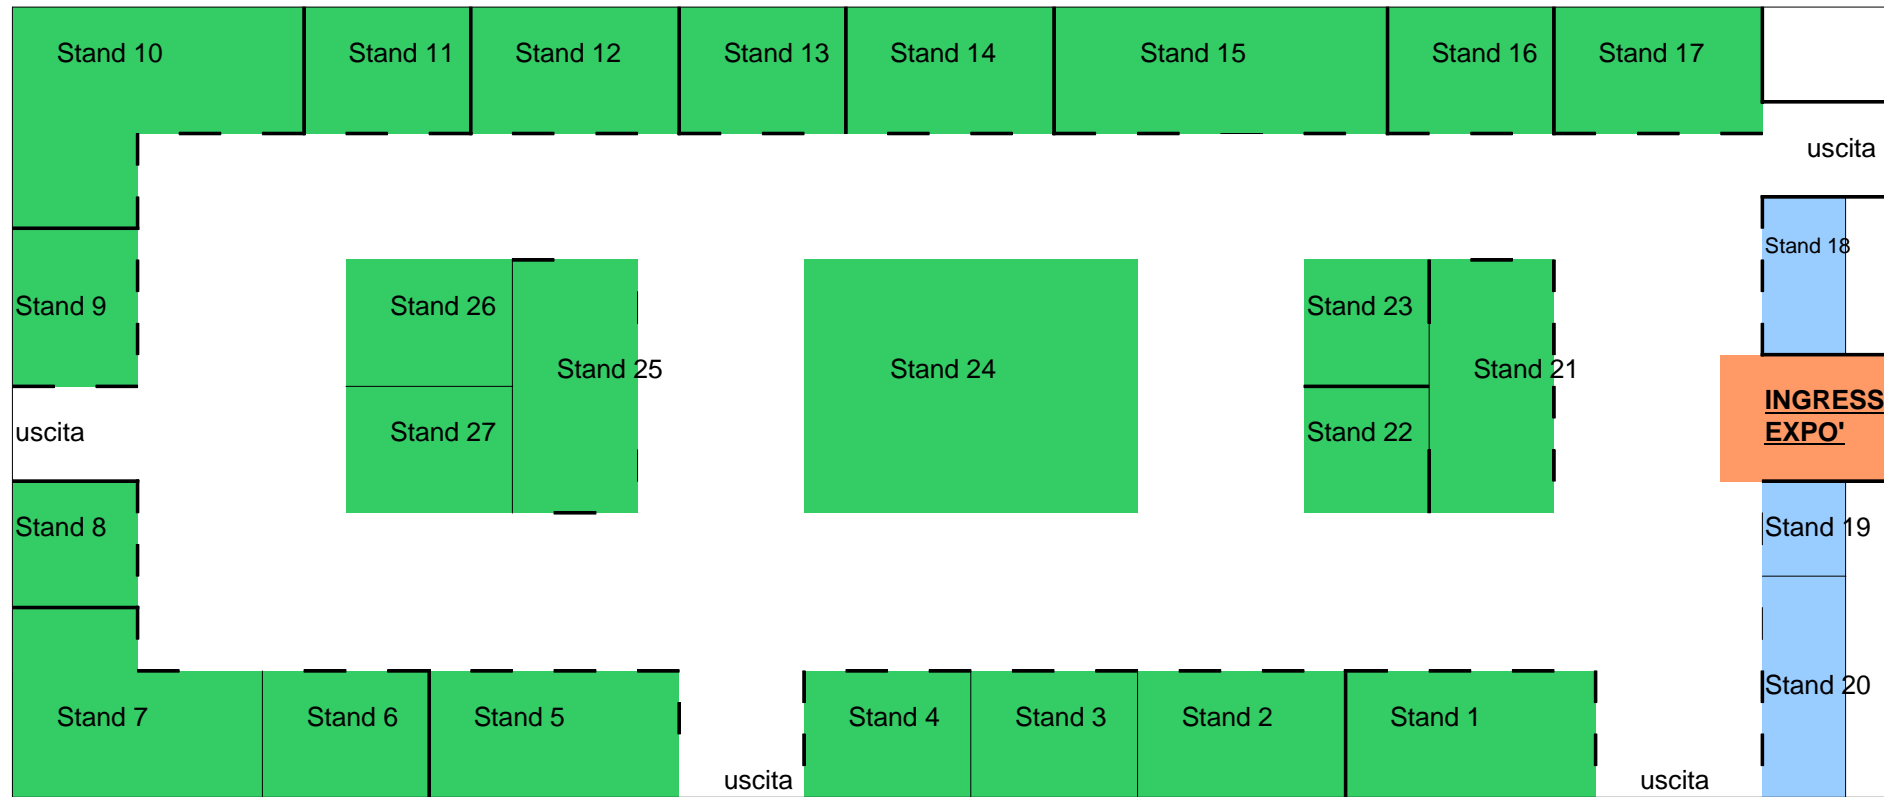 Stand 10
Stand 11
Stand 12
Stand 13
Stand 14
Stand 15
Stand 16
Stand 17
uscita
Stand 18
Stand 9
Stand 26
Stand 23
Stand 25
Stand 24
Stand 21
INGRESS
EXPO'
uscita
Stand 27
Stand 22
Stand 8
Stand 19
Stand 20
Stand 7
Stand 6
Stand 5
Stand 4
Stand 3
Stand 2
Stand 1
uscita
uscita